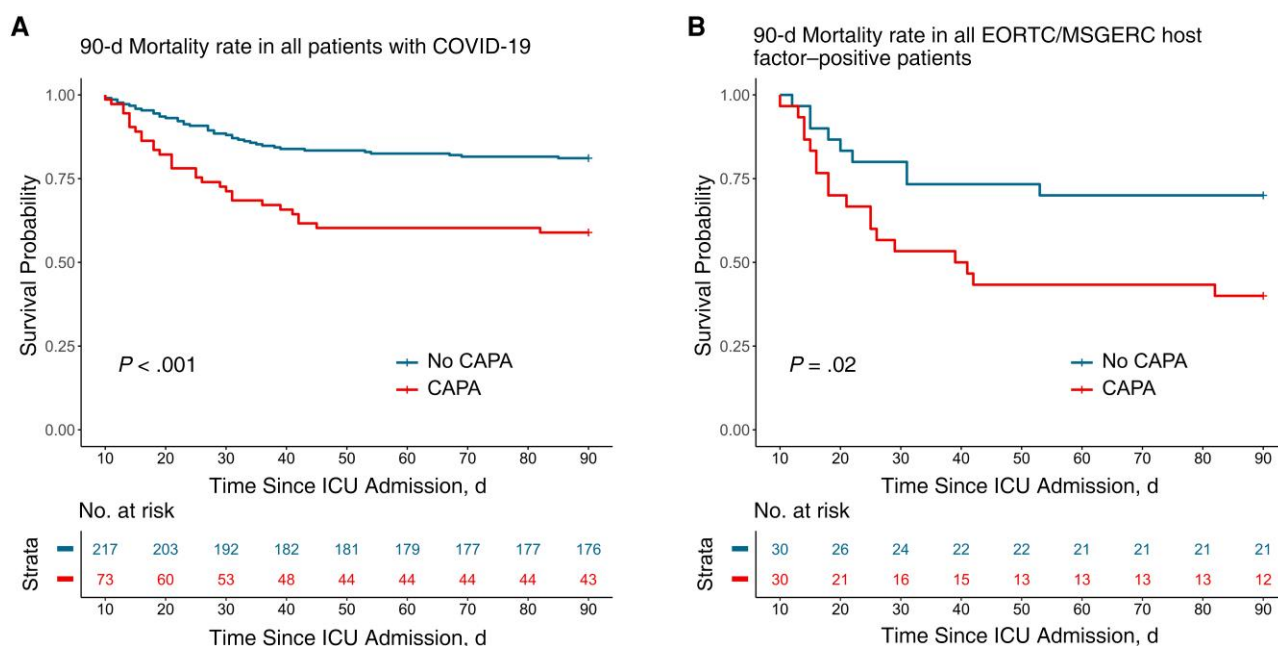 A
90-d Mortality rate in all patients with COVID-19
Survival Probability
1.00
0.75
0.50
0.25
0.00
P < .001
No CAPA
CAPA
10 20 30 40 50 60 70 80 90
Time Since ICU Admission, d
No. at risk
Strata
217 203 192 182 181 179 177 177 176
73 60 53 48 44 44 44 44 43
10 20 30 40 50 60 70 80 90
Time Since ICU Admission, d
B
90-d Mortality rate in all EORTC/MSGERC host
factor–positive patients
Survival Probability
1.00
0.75
0.50
0.25
0.00
P = .02
No CAPA
CAPA
10 20 30 40 50 60 70 80 90
Time Since ICU Admission, d
No. at risk
Strata
30 26 24 22 22 21 21 21 21
30 21 16 15 13 13 13 13 12
10 20 30 40 50 60 70 80 90
Time Since ICU Admission, d